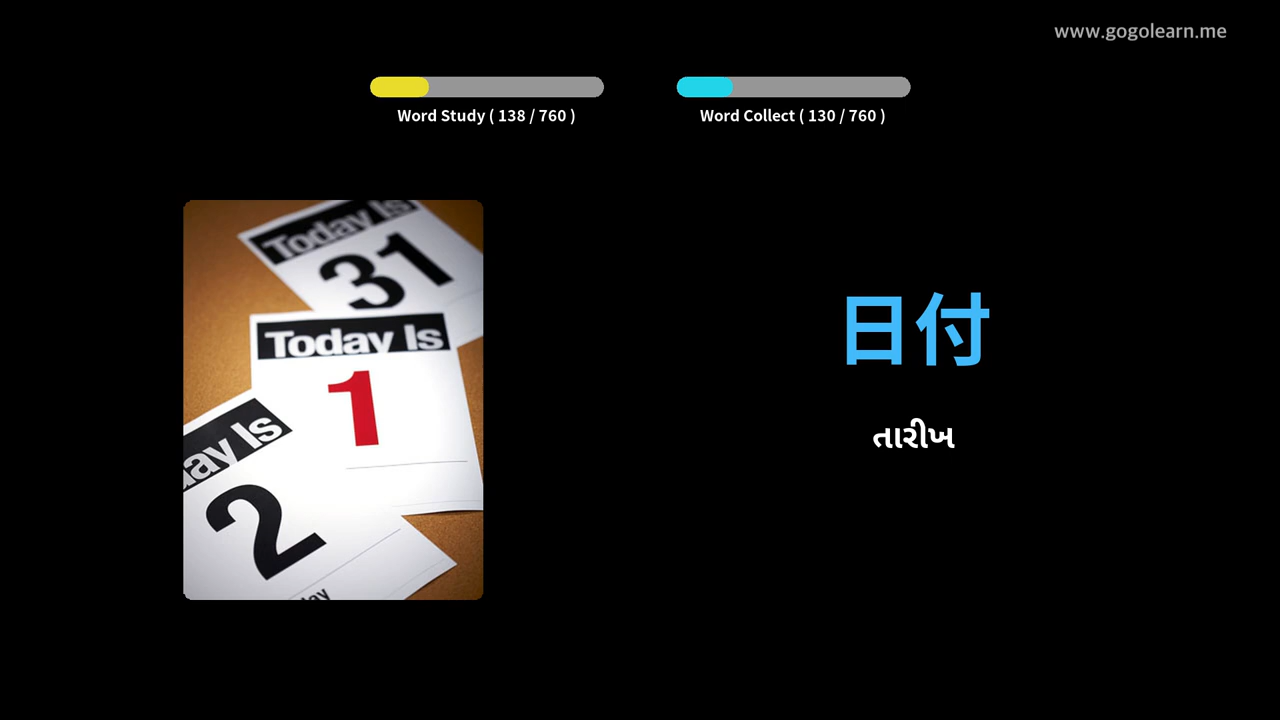 www.gogolearn.me
Word Study ( 138 / 760 )
Word Collect ( 130 / 760 )
Today Is
31
Today Is
1
day Is
2
日付
તારીખ